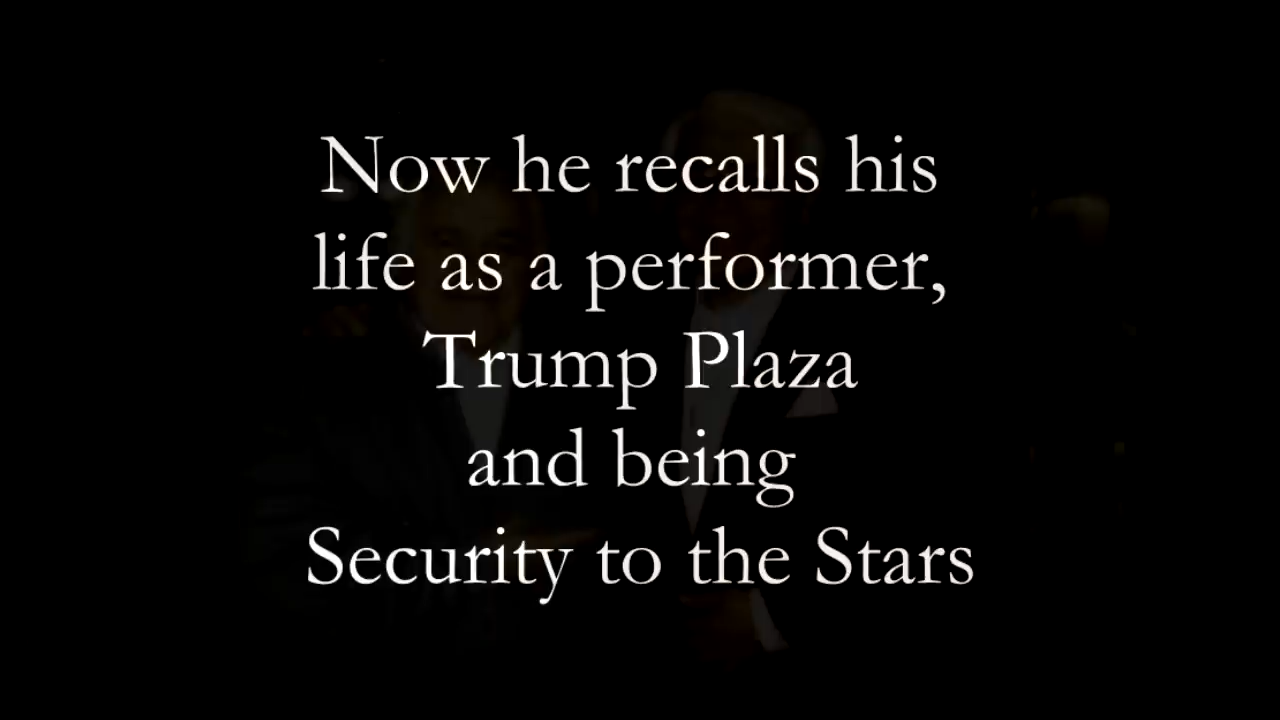 Now he recalls his
life as a performer,
Trump Plaza
and being
Security to the Stars